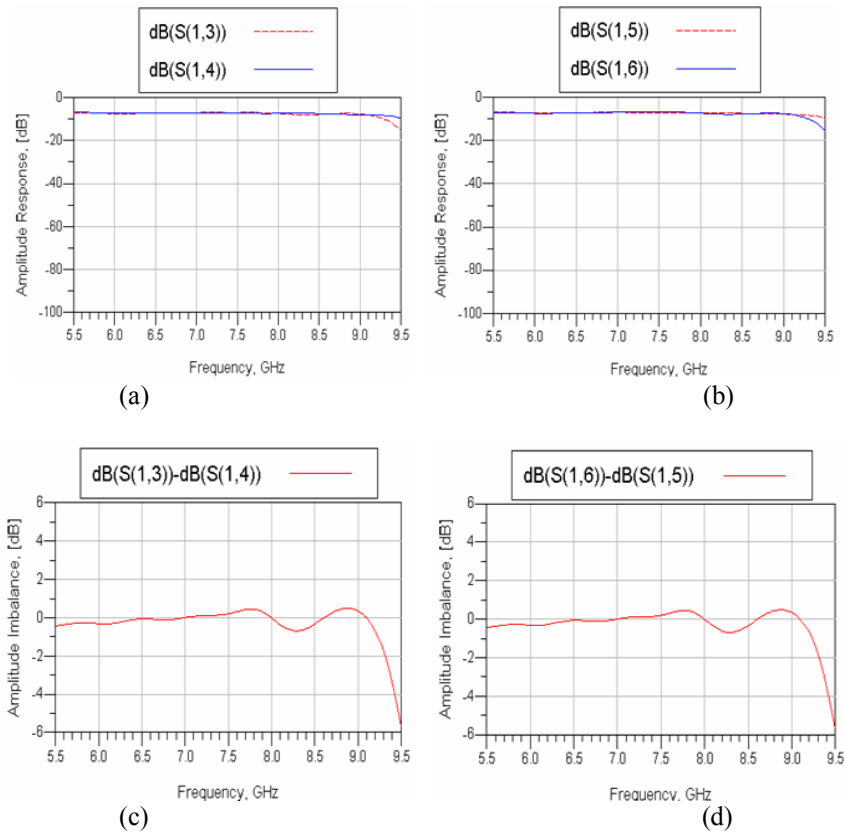 dB(S(1,3))
dB(S(1,4))
Amplitude Response, [dB]
0
-20
-40
-60
-80
-100
5.5 6.0 6.5 7.0 7.5 8.0 8.5 9.0 9.5
Frequency, GHz
(a)
dB(S(1,5))
dB(S(1,6))
Amplitude Response, [dB]
0
-20
-40
-60
-80
-100
5.5 6.0 6.5 7.0 7.5 8.0 8.5 9.0 9.5
Frequency, GHz
(b)
dB(S(1,3))-dB(S(1,4))
Amplitude Imbalance, [dB]
6
4
2
0
-2
-4
-6
5.5 6.0 6.5 7.0 7.5 8.0 8.5 9.0 9.5
Frequency, GHz
(c)
dB(S(1,6))-dB(S(1,5))
Amplitude Imbalance, [dB]
6
4
2
0
-2
-4
-6
5.5 6.0 6.5 7.0 7.5 8.0 8.5 9.0 9.5
Frequency, GHz
(d)